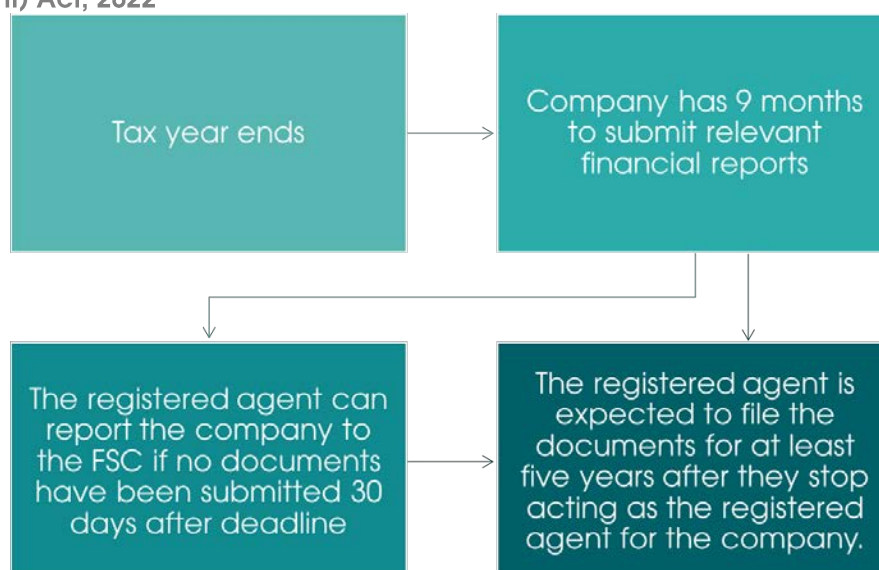 ii) Act, 2022
Tax year ends
Company has 9 months
to submit relevant
financial reports
The registered agent can
report the company to
the FSC if no documents
have been submitted 30
days after deadline
The registered agent is
expected to file the
documents for at least
five years after they stop
acting as the registered
agent for the company.